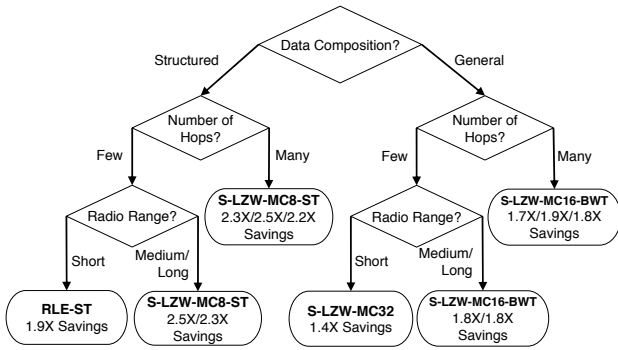 Data Composition?
Structured
General
Number of
Hops?
Number of
Hops?
Few
Many
Few
Many
S-LZW-MC8-ST
2.3X/2.5X/2.2X
Savings
S-LZW-MC16-BWT
1.7X/1.9X/1.8X
Savings
Radio Range?
Radio Range?
Short
Medium/
Long
Short
Medium/
Long
RLE-ST
1.9X Savings
S-LZW-MC8-ST
2.5X/2.3X
Savings
S-LZW-MC32
1.4X Savings
S-LZW-MC16-BWT
1.8X/1.8X
Savings